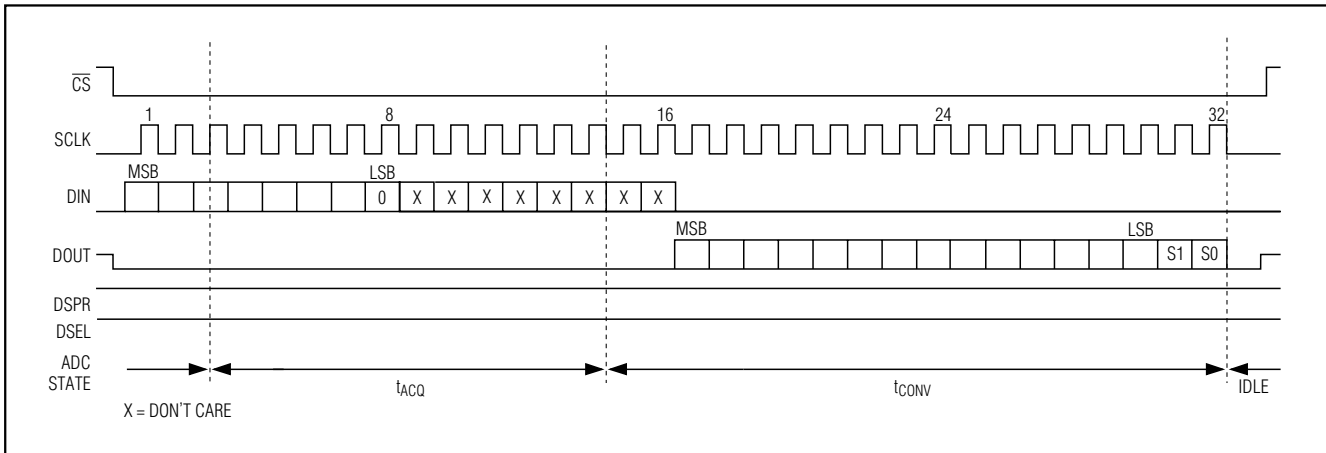 CS
1 8 16 24 32
SCLK
MSB LSB
DIN 0 X X X X X X X X
MSB LSB
DOUT S1 S0
DSPR
DSEL
ADC
STATE tACQ tCONV IDLE
X = DON'T CARE